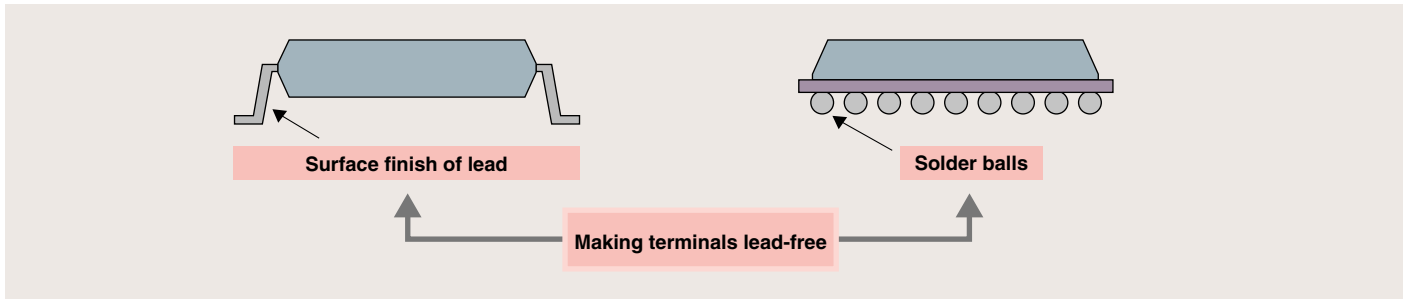 Surface finish of lead
Solder balls
Making terminals lead-free